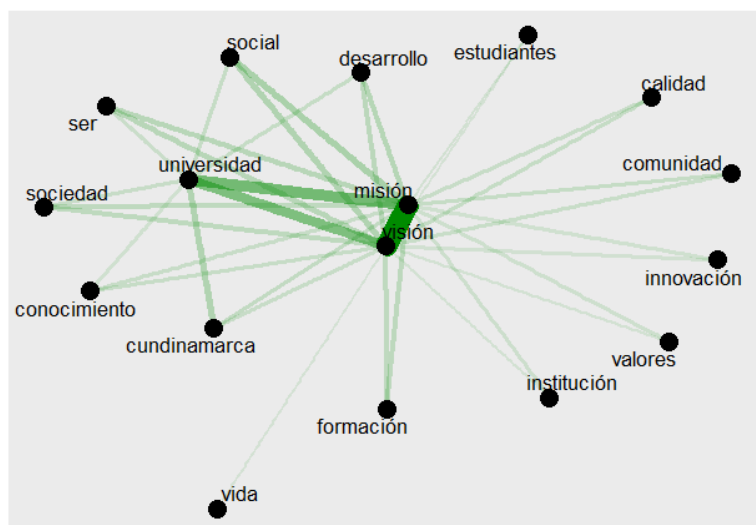 social
desarrollo
estudiantes
calidad
ser
universidad
misión
comunidad
sociedad
visión
innovación
conocimiento
cundinamarca
valores
institución
formación
vida